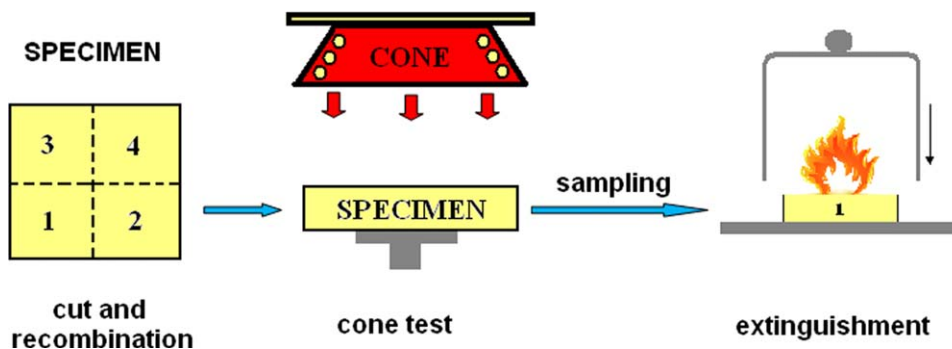 SPECIMEN
3 4
1 2
cut and
recombination
CONE
SPECIMEN
cone test
sampling
1
extinguishment